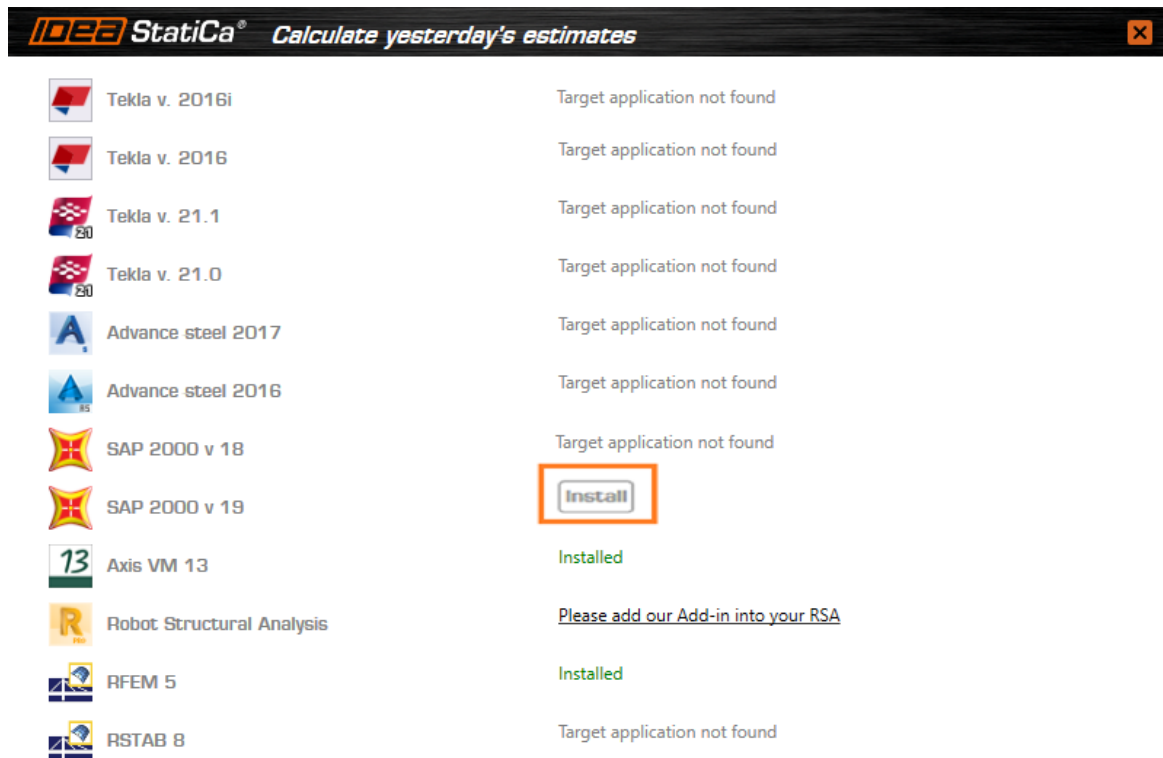 IDEA StatiCa® Calculate yesterday's estimates
Tekla v. 2016i Target application not found
Tekla v. 2016 Target application not found
20
Tekla v. 21.1 Target application not found
20
Tekla v. 21.0 Target application not found
A S
Advance steel 2017 Target application not found
A AS
Advance steel 2016 Target application not found
SAP 2000 v 18 Target application not found
SAP 2000 v 19 Install
13 Axis VM 13 Installed
R
Robot Structural Analysis Please add our Add-in into your RSA
RFEM 5 Installed
RSTAB 8 Target application not found